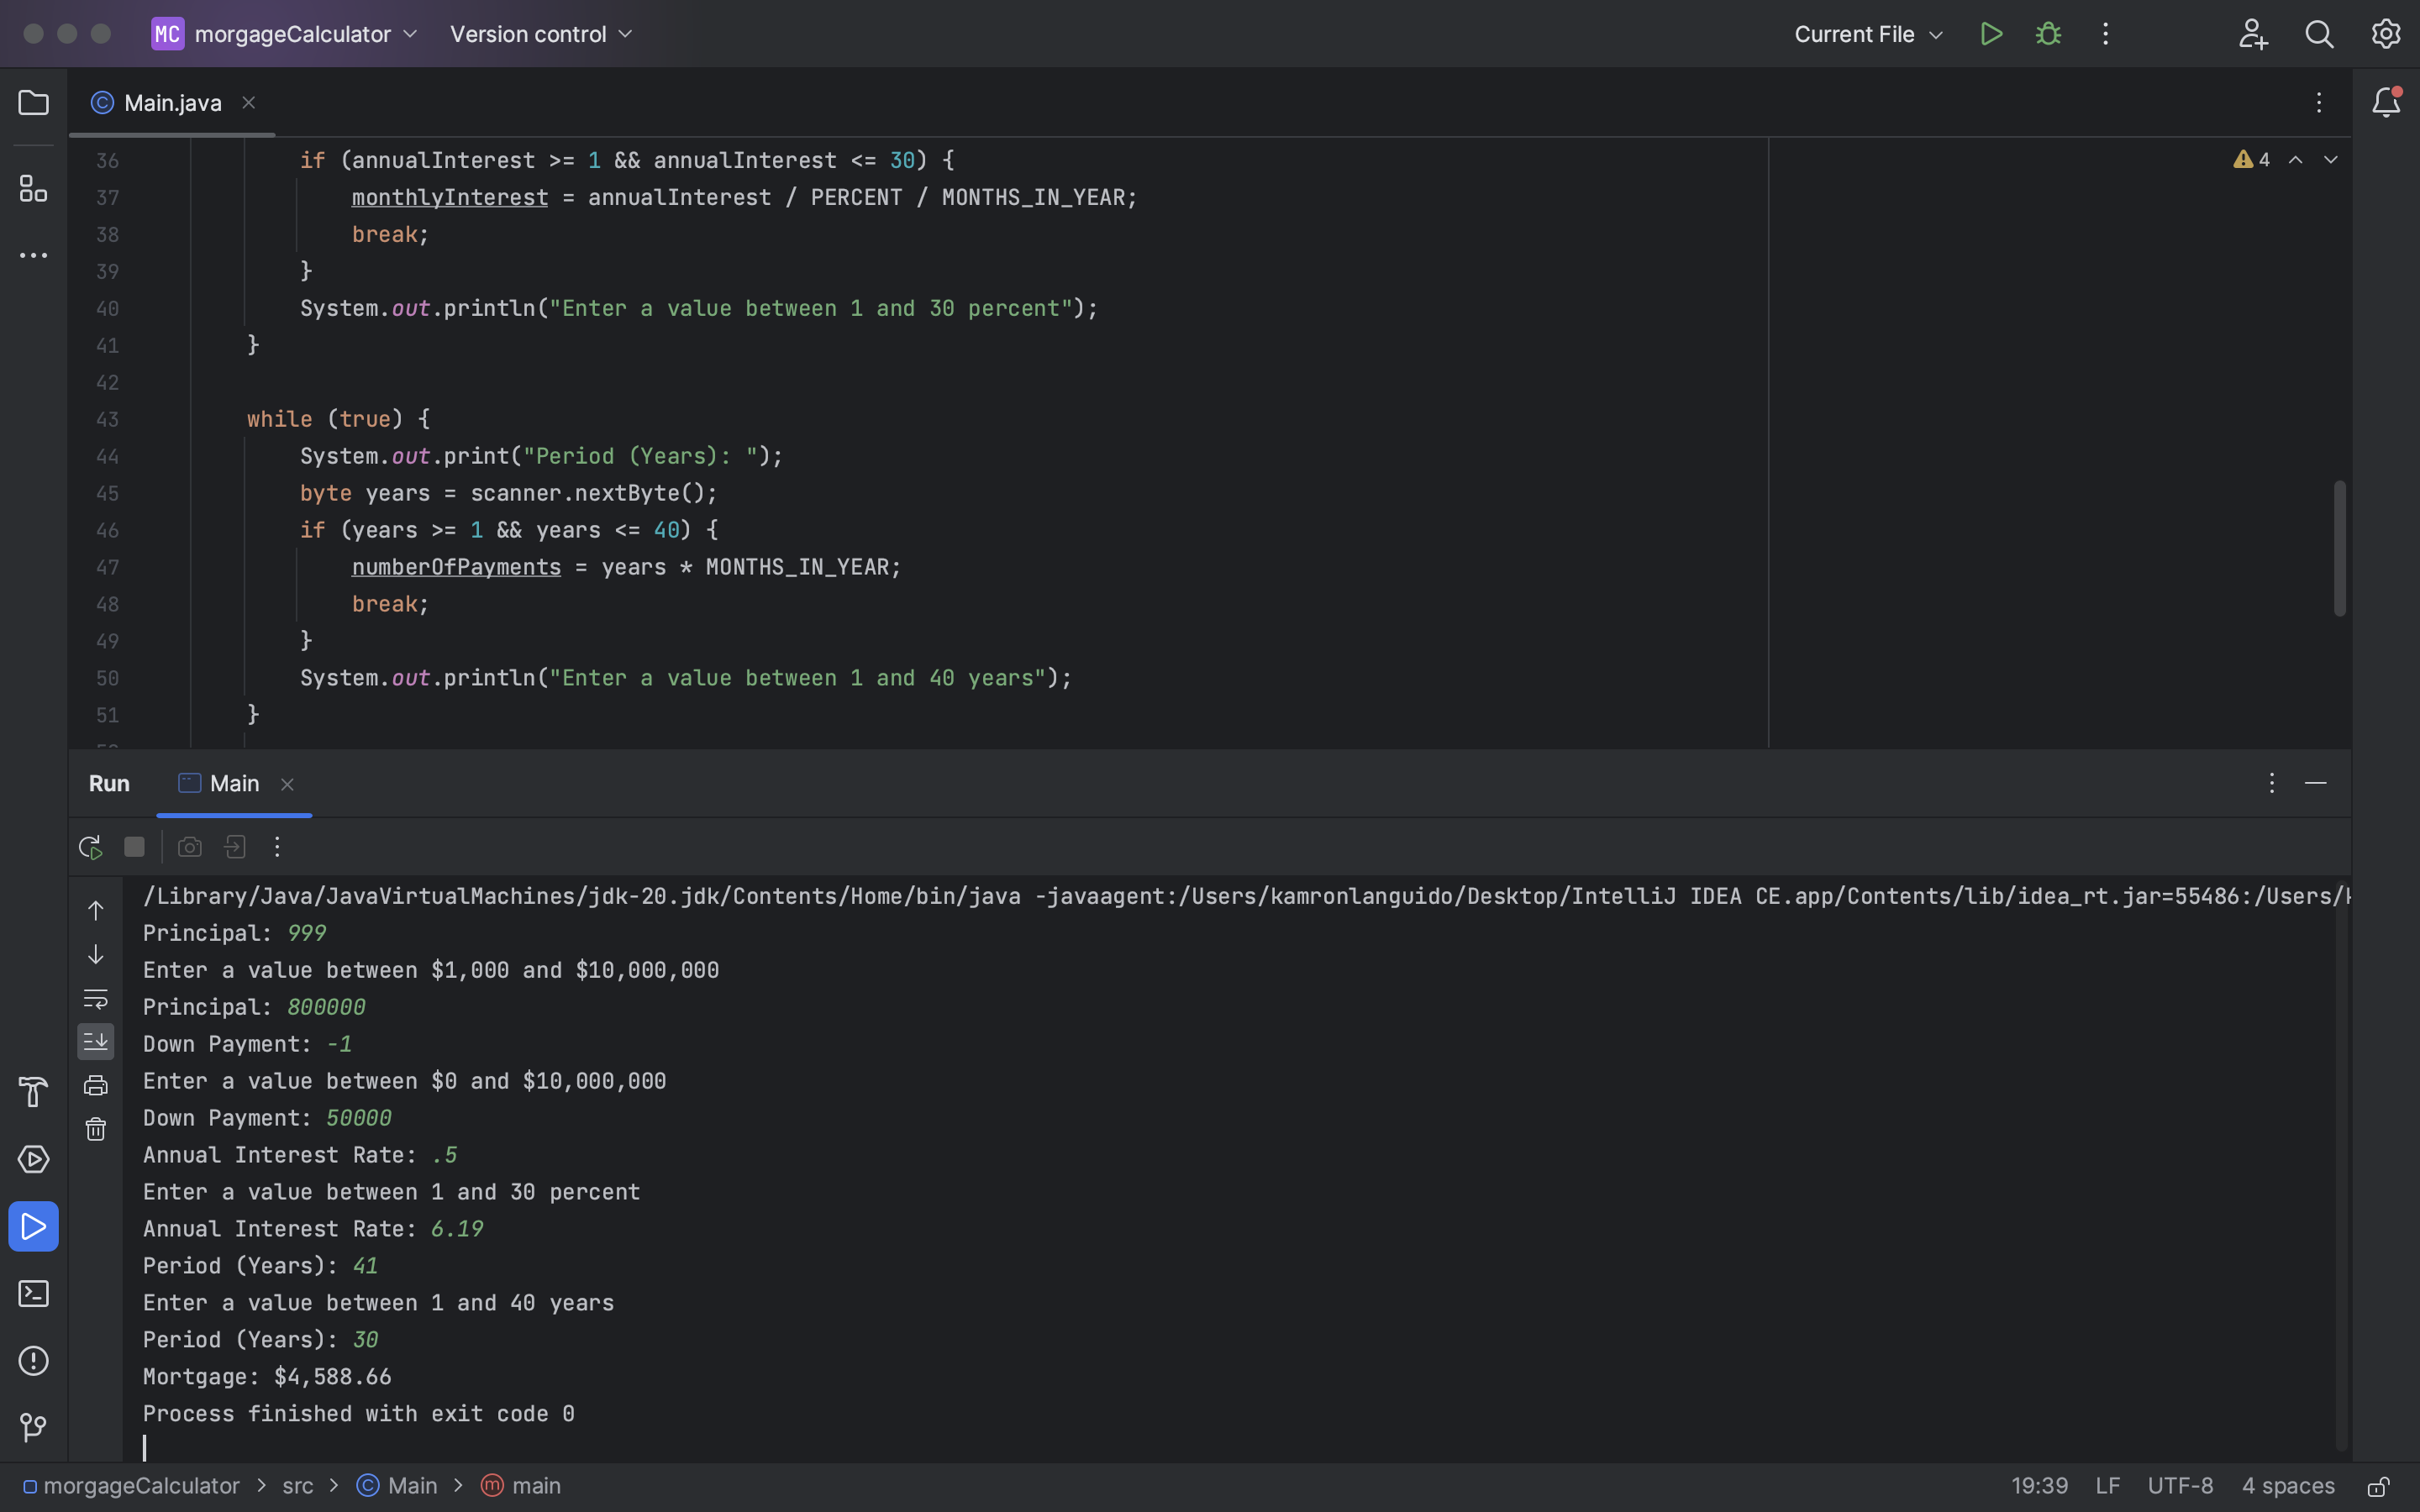 MC morgageCalculator Version control Current File
Main.java
36 if (annualInterest >= 1 && annualInterest <= 30) { 4
37 monthlyInterest = annualInterest / PERCENT / MONTHS_IN_YEAR;
38 break;
39 }
40 System.out.println("Enter a value between 1 and 30 percent");
41 }
42
43 while (true) {
44 System.out.print("Period (Years): ");
45 byte years = scanner.nextByte();
46 if (years >= 1 && years <= 40) {
47 numberOfPayments = years * MONTHS_IN_YEAR;
48 break;
49 }
50 System.out.println("Enter a value between 1 and 40 years");
51 }
Run Main
/Library/Java/JavaVirtualMachines/jdk-20.jdk/Contents/Home/bin/java -javaagent:/Users/kamronlanguido/Desktop/IntelliJ IDEA CE.app/Contents/lib/idea_rt.jar=55486:/Users/
Principal: 999
Enter a value between $1,000 and $10,000,000
Principal: 800000
Down Payment: -1
Enter a value between $0 and $10,000,000
Down Payment: 50000
Annual Interest Rate: .5
Enter a value between 1 and 30 percent
Annual Interest Rate: 6.19
Period (Years): 41
Enter a value between 1 and 40 years
Period (Years): 30
Mortgage: $4,588.66
Process finished with exit code 0
morgageCalculator > src > Main > main 19:39 LF UTF-8 4 spaces